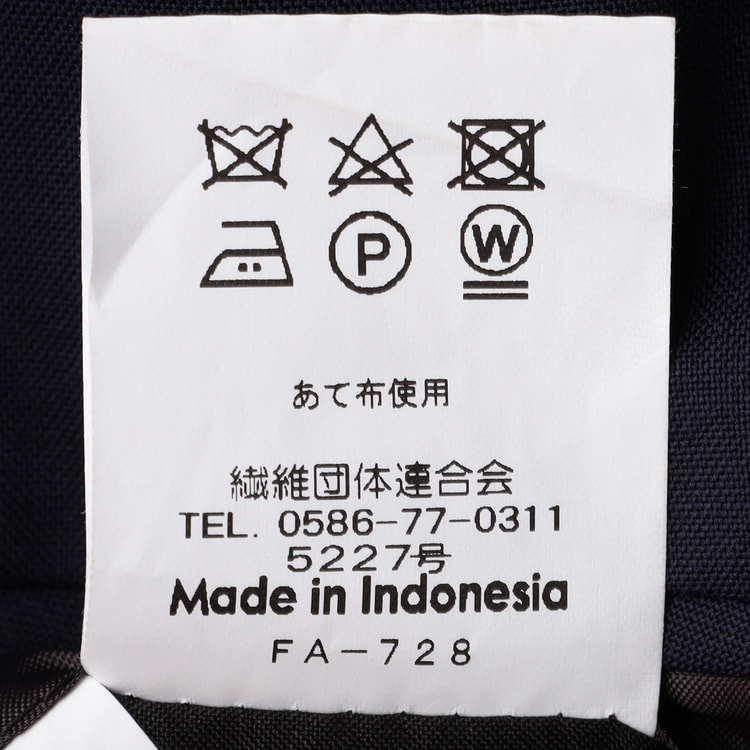 P W
あて布使用
繊維団体連合会
TEL. 0586-77-0311
5227号
Made in Indonesia
FA-728